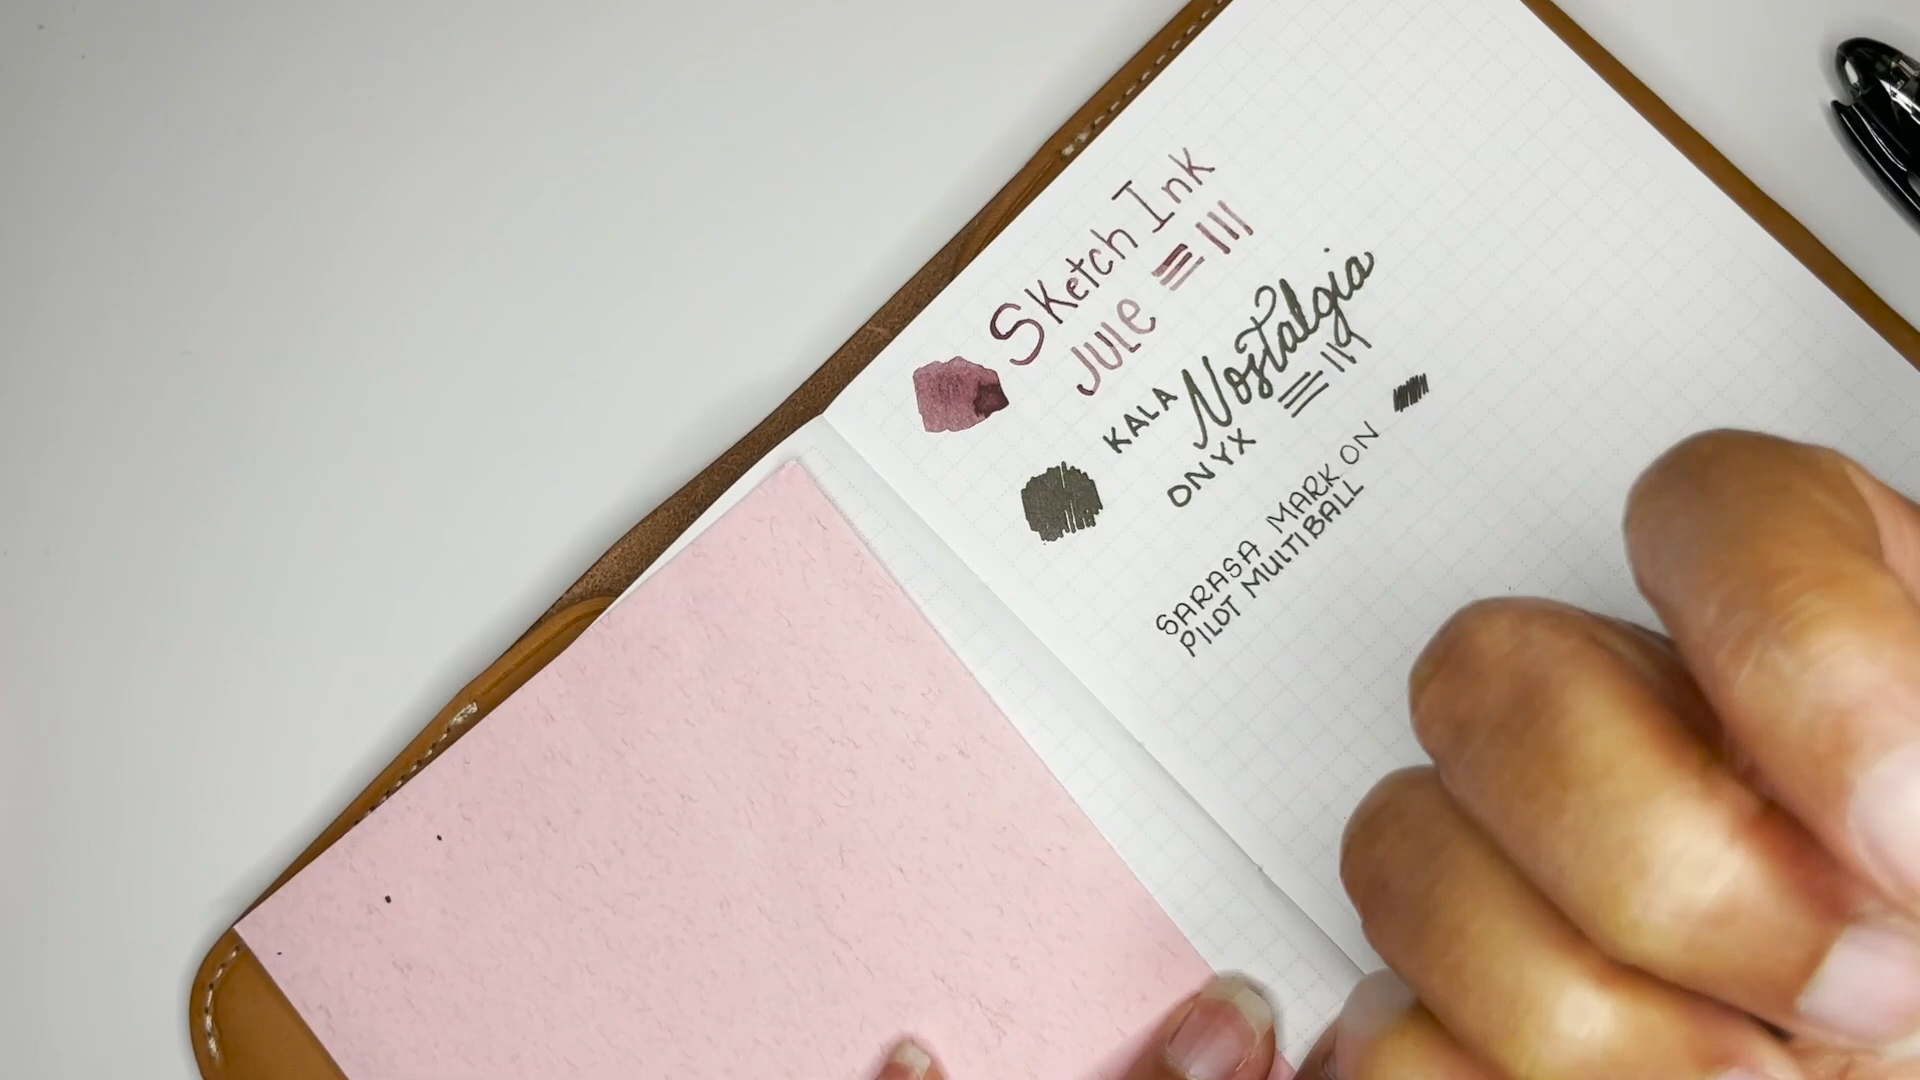 Sketch Ink
JULE
KALA Nostalgia
ONYX
SARASA MARK ON
PILOT MULTIBALL